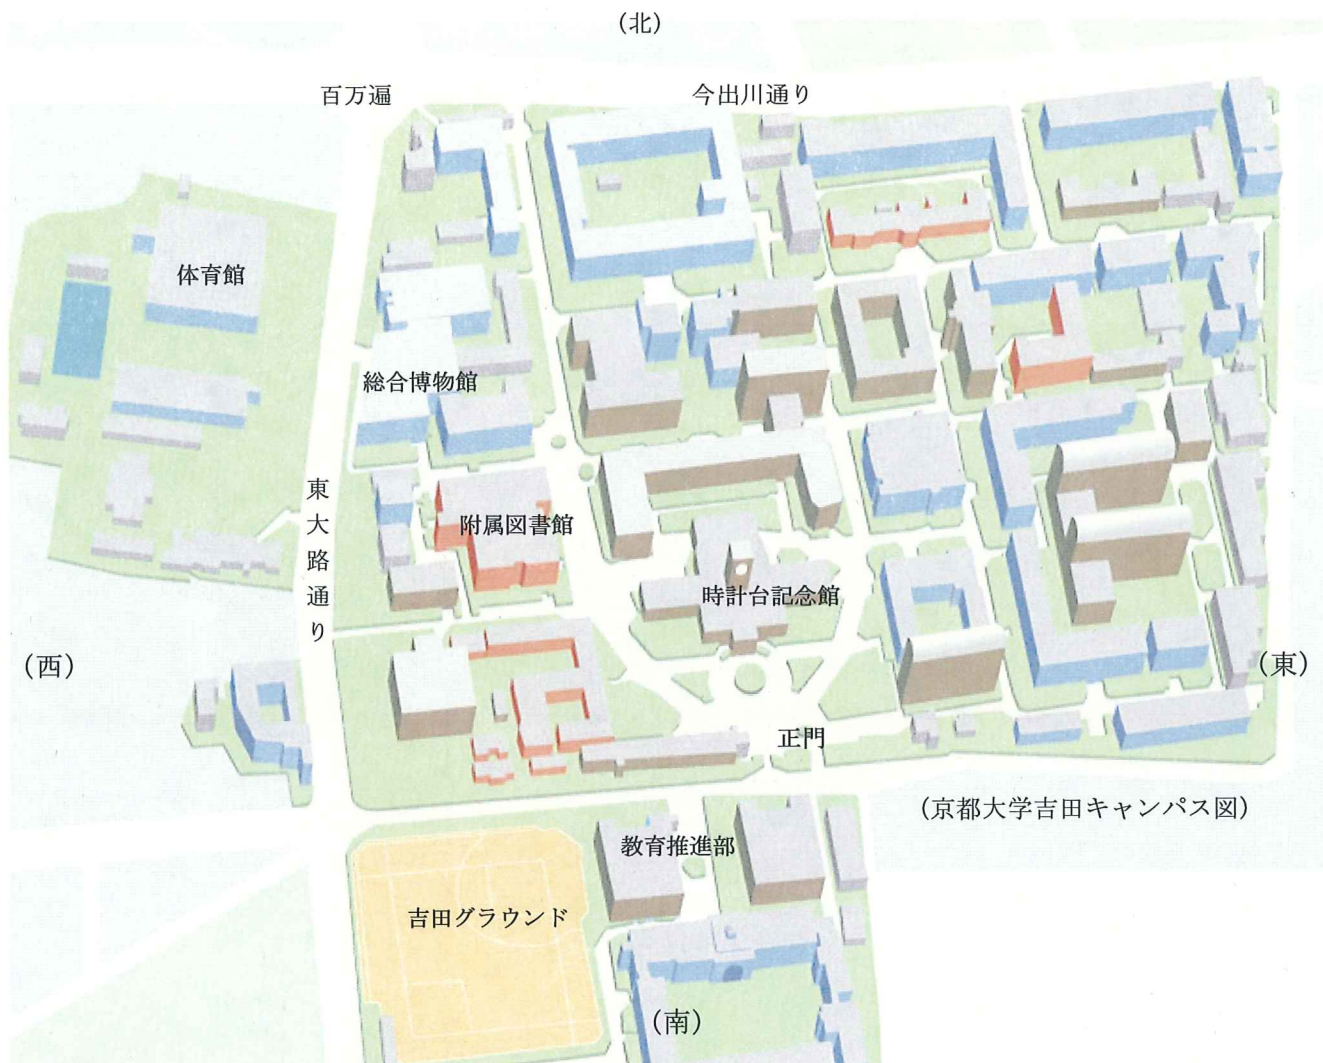 (北)
百万遍
今出川通り
体育館
総合博物館
東大路通り
附属図書館
時計台記念館
(西)
(東)
正門
(京都大学吉田キャンパス図)
教育推進部
吉田グラウンド
(南)